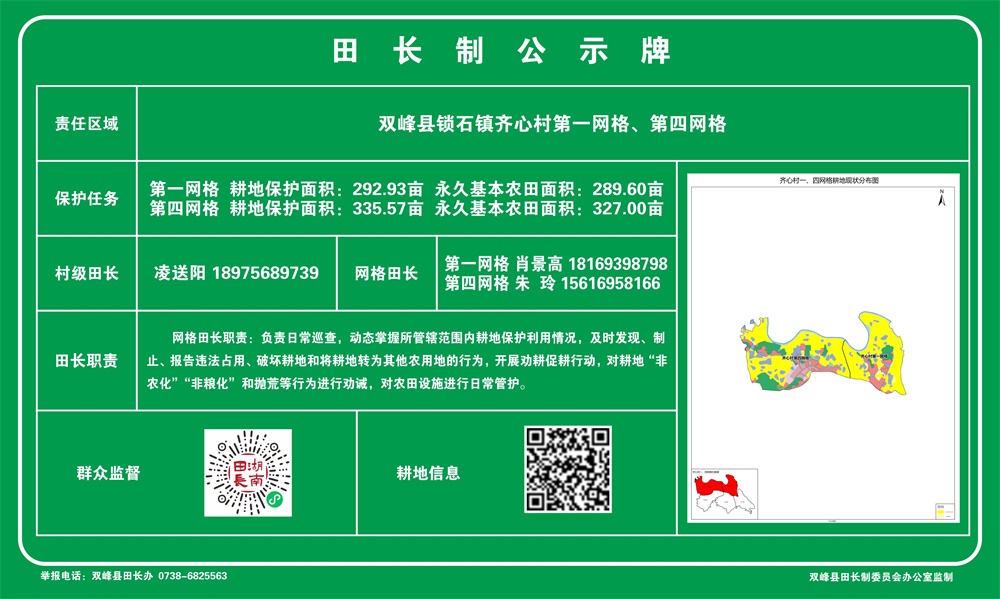 田长制公示牌
责任区域
双峰县锁石镇齐心村第一网格、第四网格
保护任务
第一网格 耕地保护面积：292.93亩 永久基本农田面积：289.60亩
第四网格 耕地保护面积：335.57亩 永久基本农田面积：327.00亩
村级田长
凌送阳 18975689739
网格田长
第一网格 肖景高 18169398798
第四网格 朱 玲 15616958166
田长职责
网格田长职责：负责日常巡查，动态掌握所管辖范围内耕地保护利用情况，及时发现、制
止、报告违法占用、破坏耕地和将耕地转为其他农用地的行为，开展劝耕促耕行动，对耕地“非
农化”“非粮化”和抛荒等行为进行劝诫，对农田设施进行日常管护。
群众监督
湖南田長
耕地信息
齐心村一、四网格耕地现状分布图
N
齐心村第四网格
齐心村第一网格
举报电话：双峰县田长办 0738-6825563
双峰县田长制委员会办公室监制